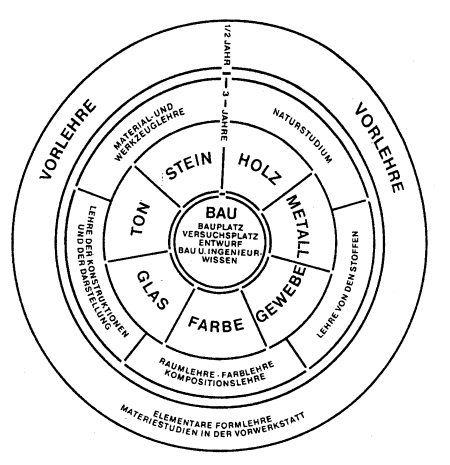 1/2 JAHR
3 – JAHRE
VORLEHRE
VORLEHRE
MATERIAL- UND
WERKZEUGLEHRE
NATURSTUDIUM
STEIN
HOLZ
TON
METALL
BAU
BAUPLATZ
VERSUCHSPLATZ
ENTWURF
BAU U. INGENIEUR-
WISSEN
LEHRE DER KONSTRUKTIONEN
UND DER DARSTELLUNG
LEHRE VON DEN STOFFEN
GLAS
GEWEBE
FARBE
RAUMLEHRE · FARBLEHRE
KOMPOSITIONSLEHRE
ELEMENTARE FORMLEHRE
MATERIESTUDIEN IN DER VORWERKSTATT